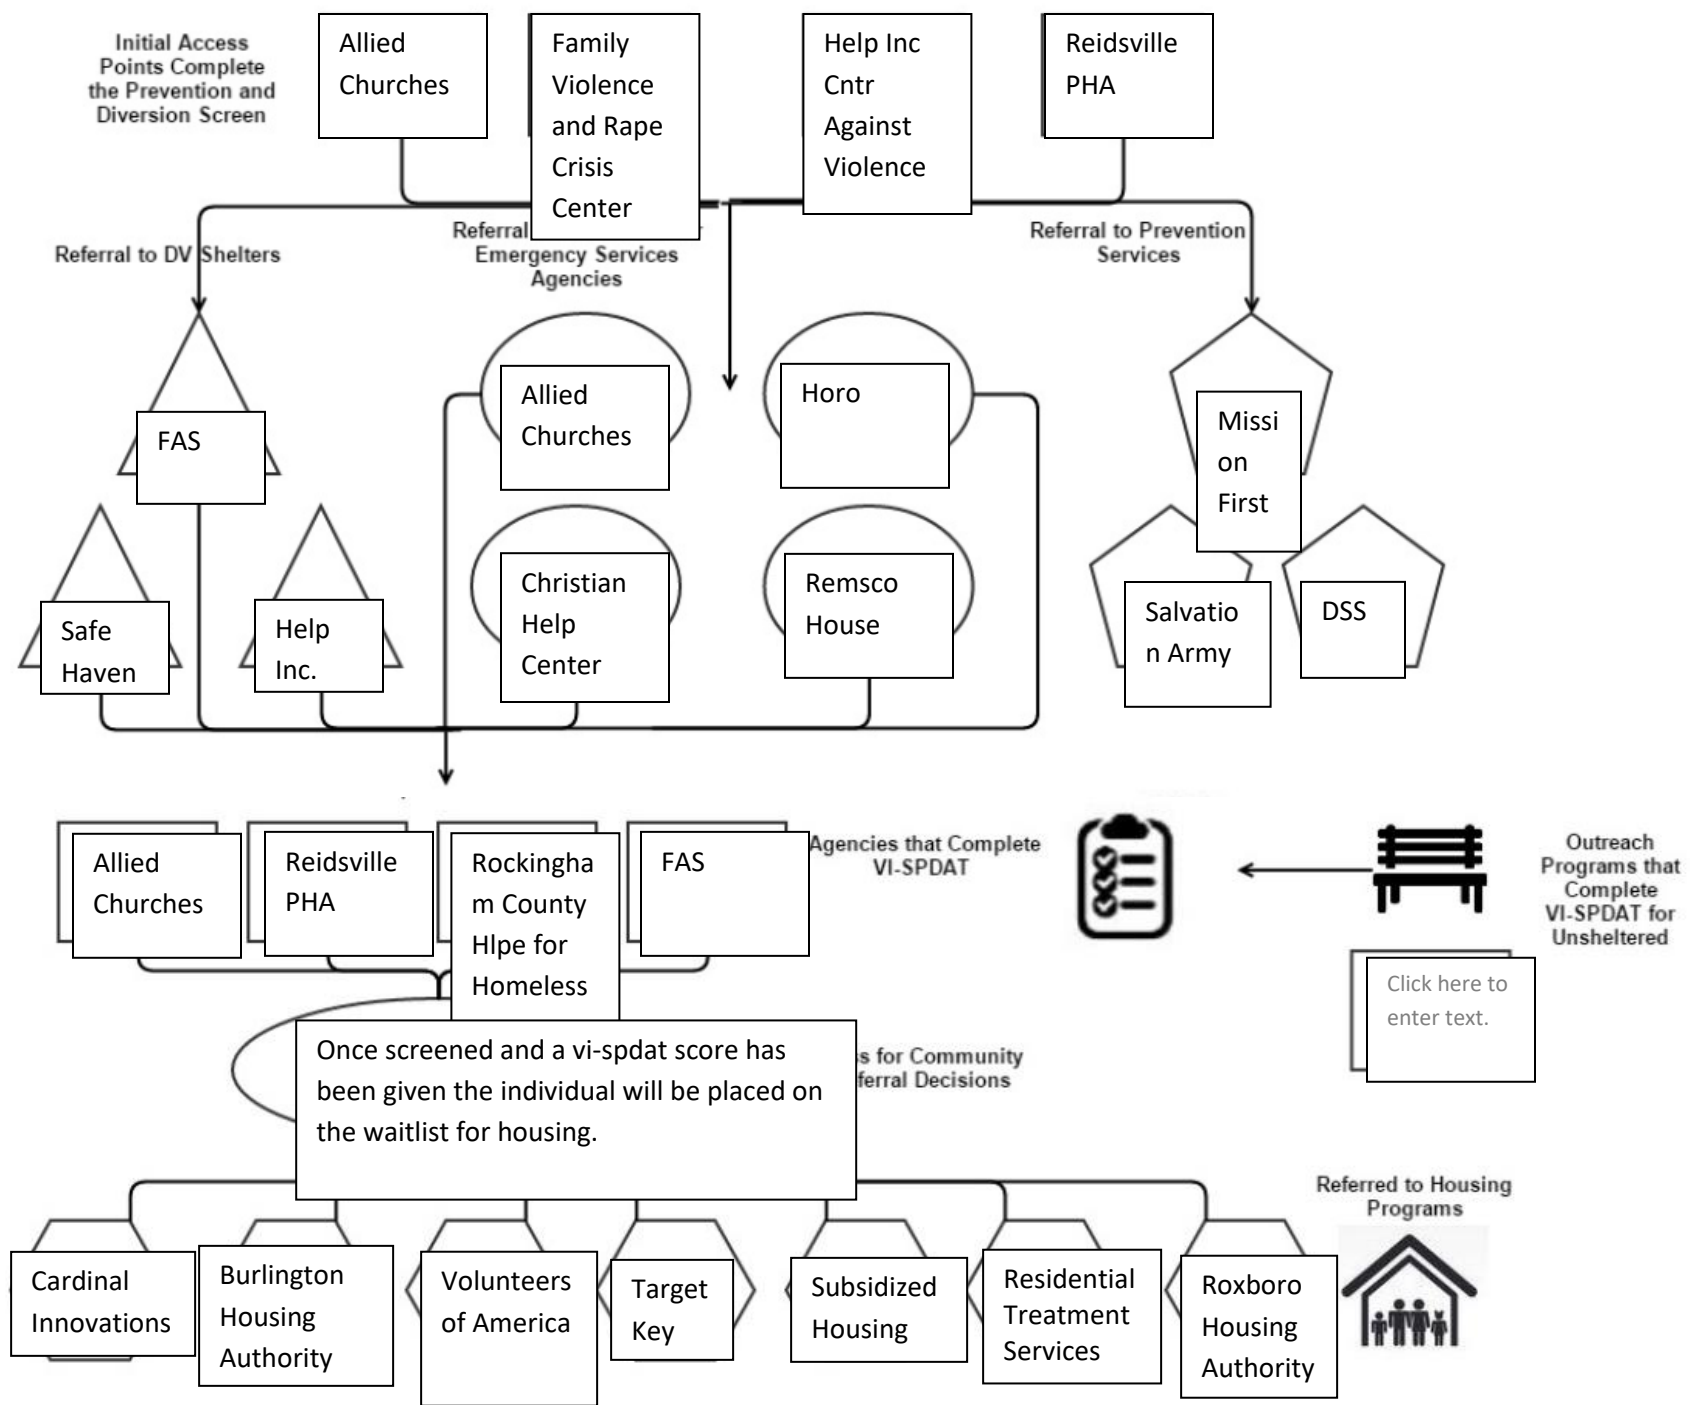 Initial Access
Points Complete
the Prevention and
Diversion Screen
Allied
Churches
Family
Violence
and Rape
Crisis
Center
Help Inc
Cntr
Against
Violence
Reidsville
PHA
Referral to DV Shelters
Referral
Emergency Services
Agencies
Referral to Prevention
Services
FAS
Allied
Churches
Horo
Missi
on
First
Safe
Haven
Help
Inc.
Christian
Help
Center
Remsco
House
Salvatio
n Army
DSS
Allied
Churches
Reidsville
PHA
Rockingha
m County
Hlpe for
Homeless
FAS
Agencies that Complete
VI-SPDAT
Outreach
Programs that
Complete
VI-SPDAT for
Unsheltered
Click here to
enter text.
Once screened and a vi-spdat score has
been given the individual will be placed on
the waitlist for housing.
for Community
Decisions
Referred to Housing
Programs
Cardinal
Innovations
Burlington
Housing
Authority
Volunteers
of America
Target
Key
Subsidized
Housing
Residential
Treatment
Services
Roxboro
Housing
Authority